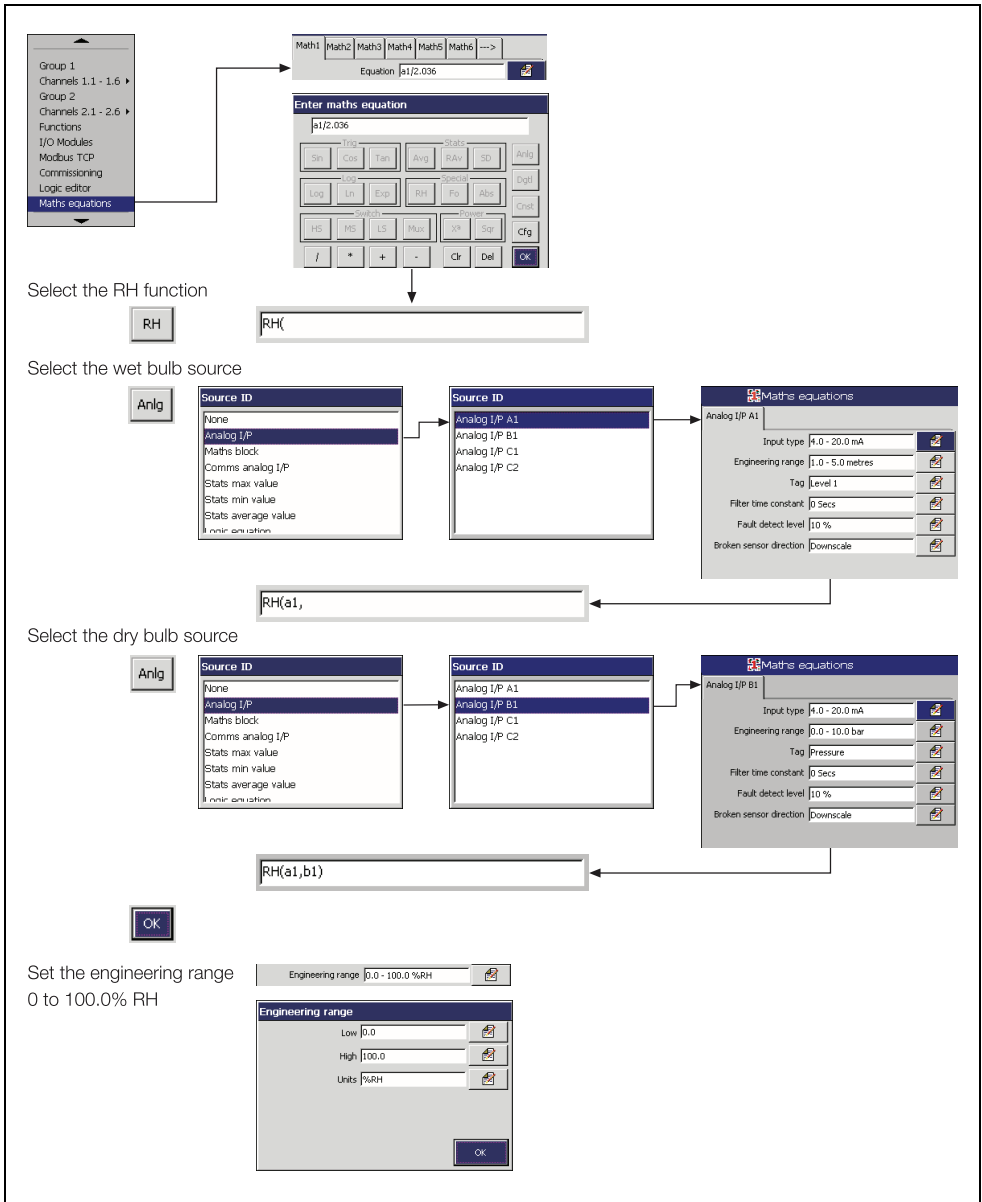 Group 1
Channels 1.1 - 1.6
Group 2
Channels 2.1 - 2.6
Functions
I/O Modules
Modbus TCP
Commissioning
Logic editor
Maths equations
Math1 Math2 Math3 Math4 Math5 Math6 --->
Equation a1/2.036
Enter maths equation
a1/2.036
Trig Stats
Sin Cos Tan Avg RAv SD Anlg
Log Special Dgtl
Log Ln Exp RH Fo Abs
Cnst
Switch Power
HS MS LS Mux Xª Sqr Cfg
/ * + - Clr Del OK
Select the RH function
RH
RH(
Select the wet bulb source
Anlg
Source ID
None
Analog I/P
Maths block
Comms analog I/P
Stats max value
Stats min value
Stats average value
Logic equation
Source ID
Analog I/P A1
Analog I/P B1
Analog I/P C1
Analog I/P C2
Maths equations
Analog I/P A1
Input type 4.0 - 20.0 mA
Engineering range 1.0 - 5.0 metres
Tag Level 1
Filter time constant 0 Secs
Fault detect level 10 %
Broken sensor direction Downscale
RH(a1,
Select the dry bulb source
Anlg
Source ID
None
Analog I/P
Maths block
Comms analog I/P
Stats max value
Stats min value
Stats average value
Logic equation
Source ID
Analog I/P A1
Analog I/P B1
Analog I/P C1
Analog I/P C2
Maths equations
Analog I/P B1
Input type 4.0 - 20.0 mA
Engineering range 0.0 - 10.0 bar
Tag Pressure
Filter time constant 0 Secs
Fault detect level 10 %
Broken sensor direction Downscale
RH(a1,b1)
OK
Set the engineering range
0 to 100.0% RH
Engineering range 0.0 - 100.0 %RH
Engineering range
Low 0.0
High 100.0
Units %RH
OK